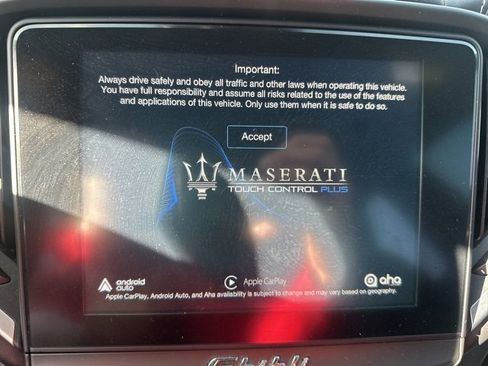 Important:
Always drive safely and obey all traffic and other laws when operating this vehicle.
You have full responsibility and assume all risks related to the use of the features
and applications of this vehicle. Only use them when it is safe to do so.
Accept
MASERATI
TOUCH CONTROL PLUS
android auto
Apple CarPlay
aha
Apple CarPlay, Android Auto, and Aha availability is subject to change and may vary based on geography.
Ghibli